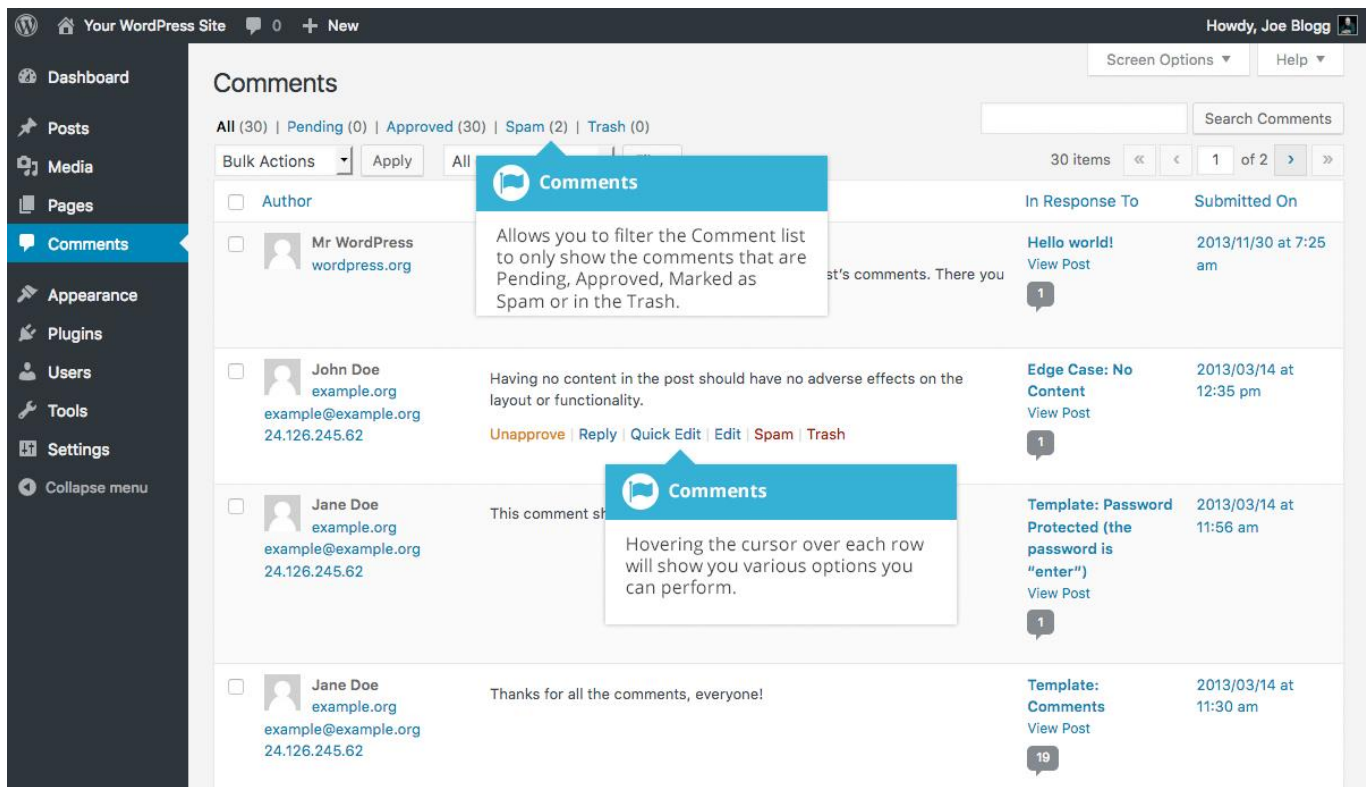 Your WordPress Site 0 + New Howdy, Joe Blogg
Screen Options ▼ Help ▼
Dashboard
Posts
Media
Pages
Comments
Appearance
Plugins
Users
Tools
Settings
Collapse menu
Comments
All (30) | Pending (0) | Approved (30) | Spam (2) | Trash (0)
Search Comments
Bulk Actions Apply All
30 items « ‹ 1 of 2 › »
Author In Response To Submitted On
Comments
Allows you to filter the Comment list
to only show the comments that are
Pending, Approved, Marked as
Spam or in the Trash.
Mr WordPress
wordpress.org
comments. There you
Hello world!
View Post
1
2013/11/30 at 7:25
am
John Doe
example.org
example@example.org
24.126.245.62
Having no content in the post should have no adverse effects on the
layout or functionality.
Unapprove | Reply | Quick Edit | Edit | Spam | Trash
Edge Case: No
Content
View Post
1
2013/03/14 at
12:35 pm
Comments
Hovering the cursor over each row
will show you various options you
can perform.
Jane Doe
example.org
example@example.org
24.126.245.62
This comment
Template: Password
Protected (the
password is
“enter”)
View Post
1
2013/03/14 at
11:56 am
Jane Doe
example.org
example@example.org
24.126.245.62
Thanks for all the comments, everyone!
Template:
Comments
View Post
19
2013/03/14 at
11:30 am